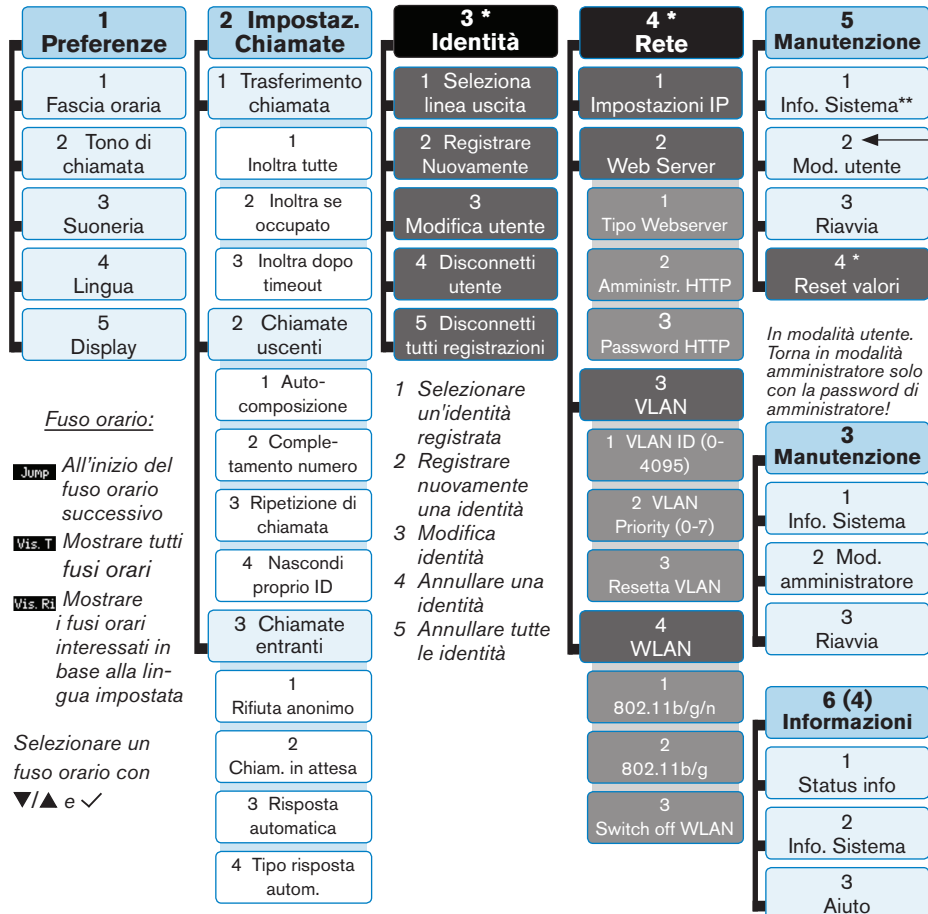 1
Preferenze
1
Fascia oraria
2 Tono di
chiamata
3
Suoneria
4
Lingua
5
Display
Fuso orario:
Jump All'inizio del
fuso orario
successivo
Vis. T Mostrare tutti
fusi orari
Vis. Ri Mostrare
i fusi orari
interessati in
base alla lin-
gua impostata
Selezionare un
fuso orario con
▼/▲ e ✓
2 Impostaz.
Chiamate
1 Trasferimento
chiamata
1
Inoltra tutte
2 Inoltra se
occupato
3 Inoltra dopo
timeout
2 Chiamate
uscenti
1 Auto-
composizione
2 Comple-
tamento numero
3 Ripetizione di
chiamata
4 Nascondi
proprio ID
3 Chiamate
entranti
1
Rifiuta anonimo
2
Chiam. in attesa
3 Risposta
automatica
4 Tipo risposta
autom.
3 *
Identità
1 Seleziona
linea uscita
2 Registrare
Nuovamente
3
Modifica utente
4 Disconnetti
utente
5 Disconnetti
tutti registrazioni
1 Selezionare
un'identità
registrata
2 Registrare
nuovamente
una identità
3 Modifica
identità
4 Annullare una
identità
5 Annullare tutte
le identità
4 *
Rete
1
Impostazioni IP
2
Web Server
1
Tipo Webserver
2
Amministr. HTTP
3
Password HTTP
3
VLAN
1 VLAN ID (0-
4095)
2 VLAN
Priority (0-7)
3
Resetta VLAN
4
WLAN
1
802.11b/g/n
2
802.11b/g
3
Switch off WLAN
5
Manutenzione
1
Info. Sistema**
2
Mod. utente
3
Riavvia
4 *
Reset valori
In modalità utente.
Torna in modalità
amministratore solo
con la password di
amministratore!
3
Manutenzione
1
Info. Sistema
2 Mod.
amministratore
3
Riavvia
6 (4)
Informazioni
1
Status info
2
Info. Sistema
3
Aiuto